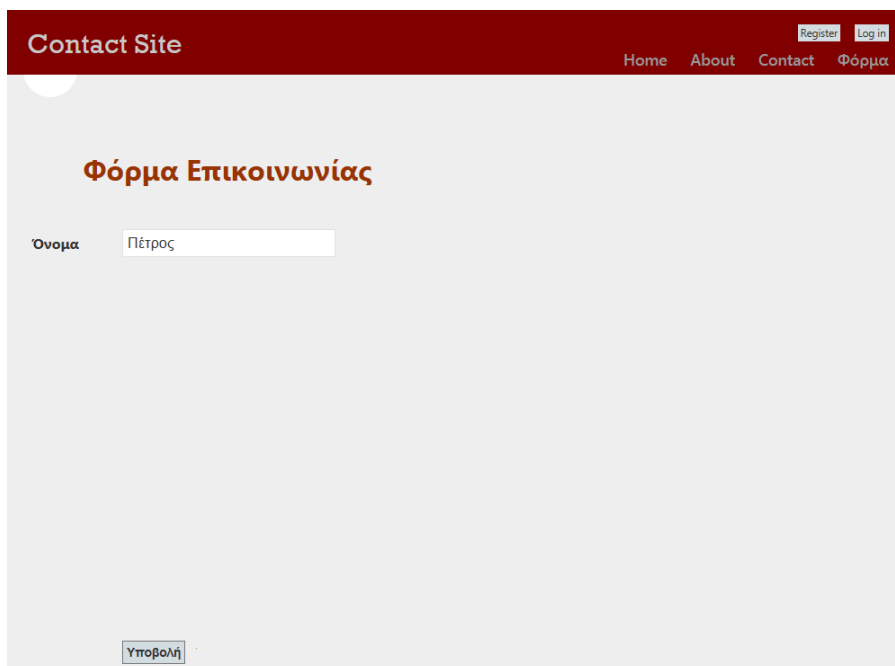 Contact Site
Register Log in
Home About Contact Φόρμα
Φόρμα Επικοινωνίας
Όνομα Πέτρος
Υποβολή